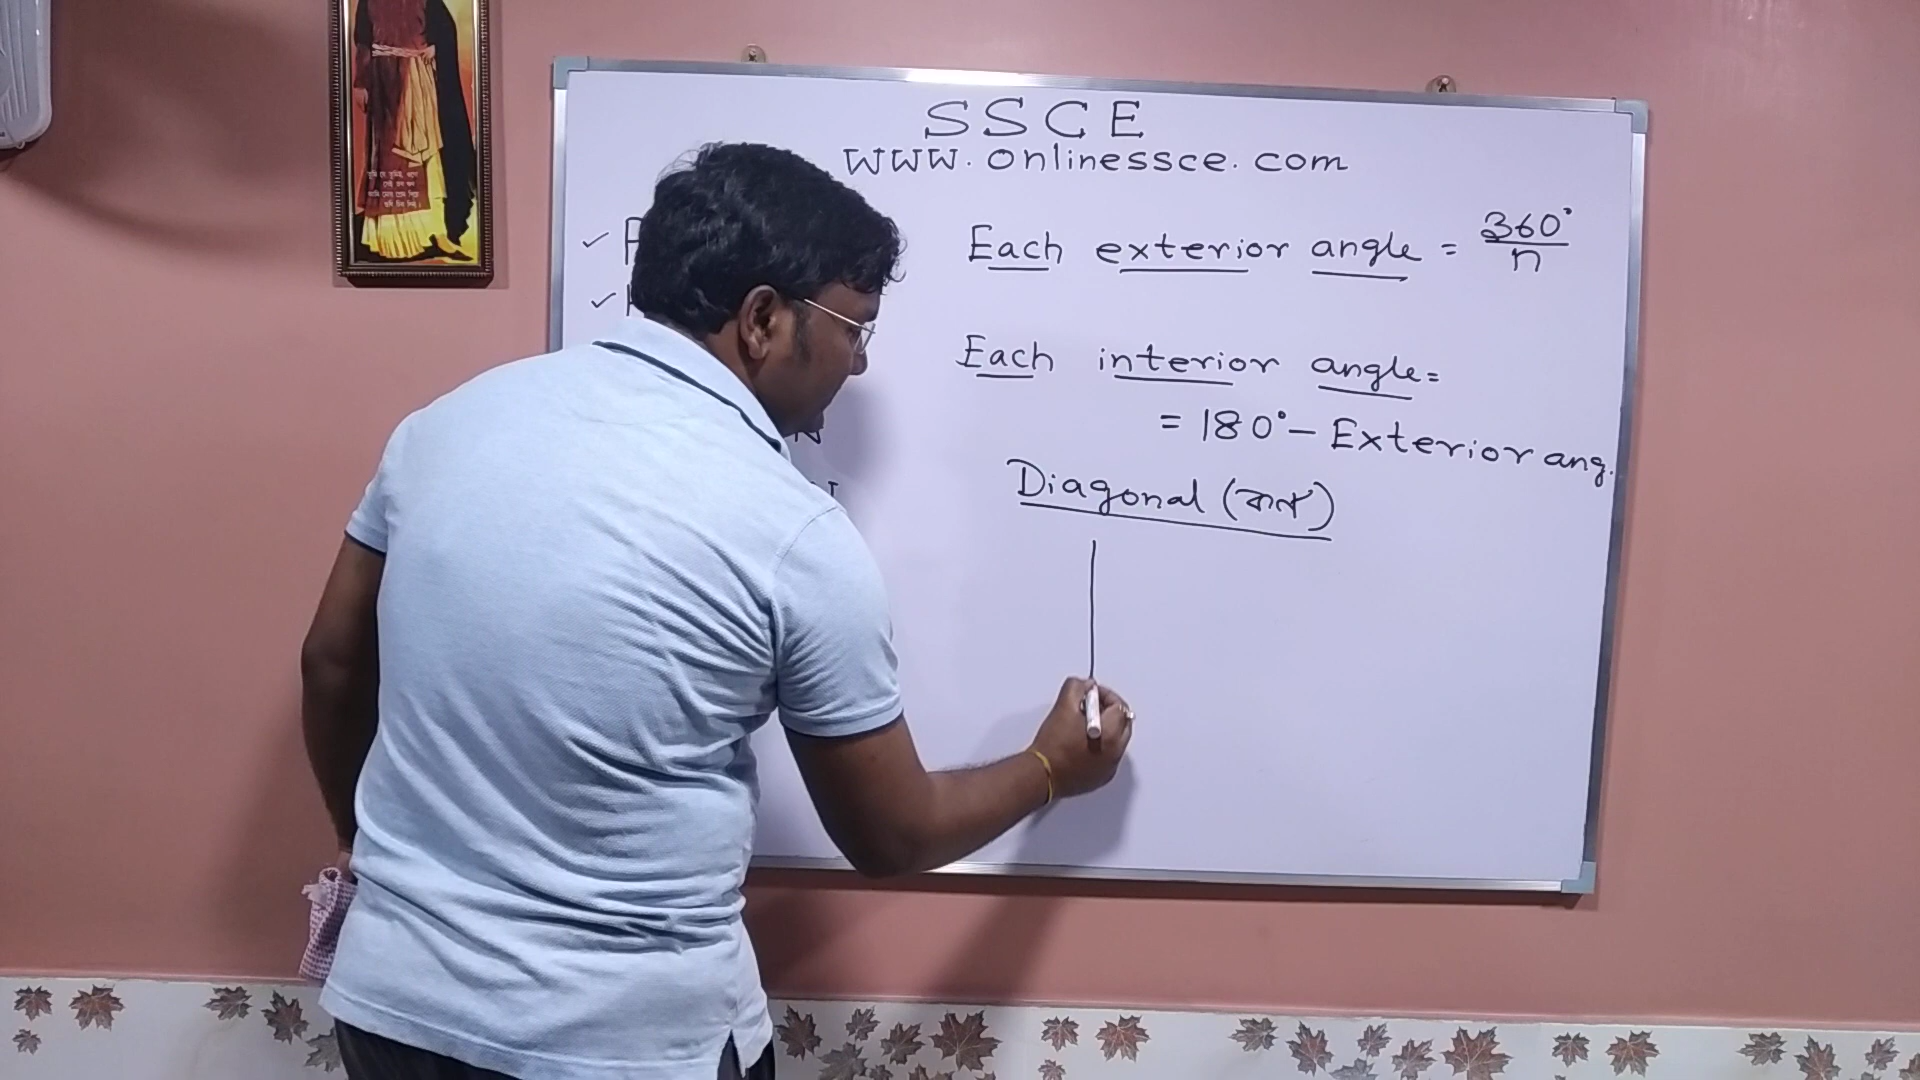 SSCE
WWW.onlinessce.com
Each exterior angle = 360°/n
Each interior angle =
= 180° - Exterior ang.
Diagonal (কর্ণ)